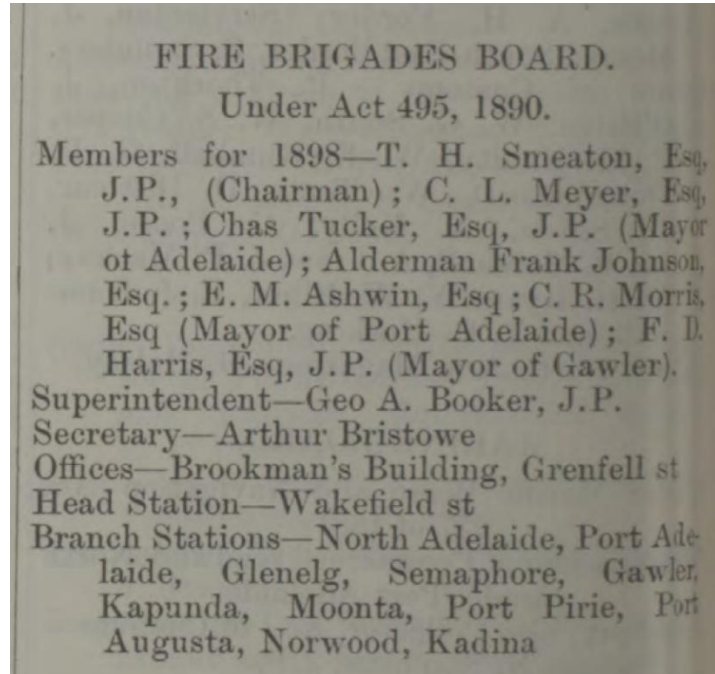 FIRE BRIGADES BOARD.
Under Act 495, 1890.
Members for 1898—T. H. Smeaton, Esq,
J.P., (Chairman) ; C. L. Meyer, Esq,
J.P. ; Chas Tucker, Esq, J.P. (Mayor
ot Adelaide) ; Alderman Frank Johnson,
Esq. ; E. M. Ashwin, Esq ; C. R. Morris,
Esq (Mayor of Port Adelaide) ; F. D.
Harris, Esq, J.P. (Mayor of Gawler).
Superintendent—Geo A. Booker, J.P.
Secretary—Arthur Bristowe
Offices—Brookman's Building, Grenfell st
Head Station—Wakefield st
Branch Stations—North Adelaide, Port Ade-
laide, Glenelg, Semaphore, Gawler,
Kapunda, Moonta, Port Pirie, Port
Augusta, Norwood, Kadina